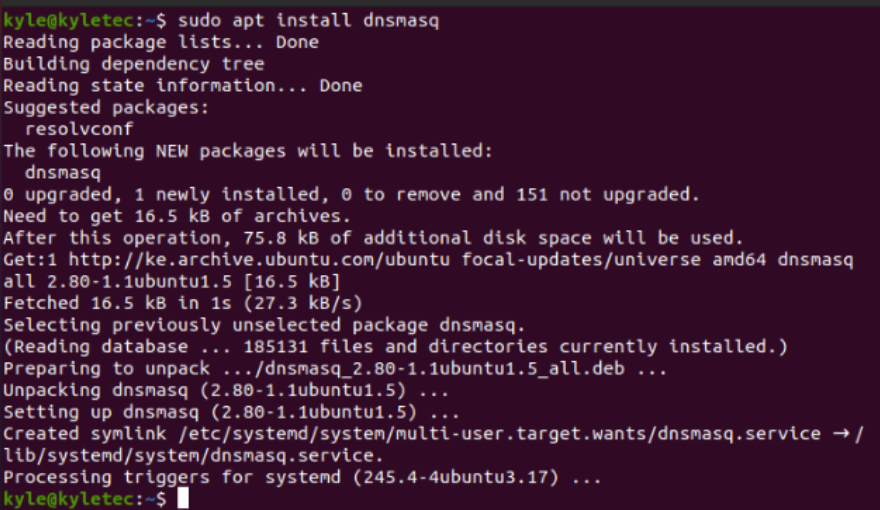 kyle@kyletec:~$ sudo apt install dnsmasq
Reading package lists... Done
Building dependency tree
Reading state information... Done
Suggested packages:
  resolvconf
The following NEW packages will be installed:
  dnsmasq
0 upgraded, 1 newly installed, 0 to remove and 151 not upgraded.
Need to get 16.5 kB of archives.
After this operation, 75.8 kB of additional disk space will be used.
Get:1 http://ke.archive.ubuntu.com/ubuntu focal-updates/universe amd64 dnsmasq
all 2.80-1.1ubuntu1.5 [16.5 kB]
Fetched 16.5 kB in 1s (27.3 kB/s)
Selecting previously unselected package dnsmasq.
(Reading database ... 185131 files and directories currently installed.)
Preparing to unpack .../dnsmasq_2.80-1.1ubuntu1.5_all.deb ...
Unpacking dnsmasq (2.80-1.1ubuntu1.5) ...
Setting up dnsmasq (2.80-1.1ubuntu1.5) ...
Created symlink /etc/systemd/system/multi-user.target.wants/dnsmasq.service → /
lib/systemd/system/dnsmasq.service.
Processing triggers for systemd (245.4-4ubuntu3.17) ...
kyle@kyletec:~$